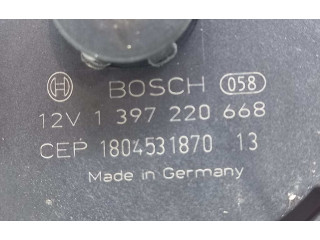 BOSCH 058
12V 1 397 220 668
CEP 1804531870 13
Made in Germany